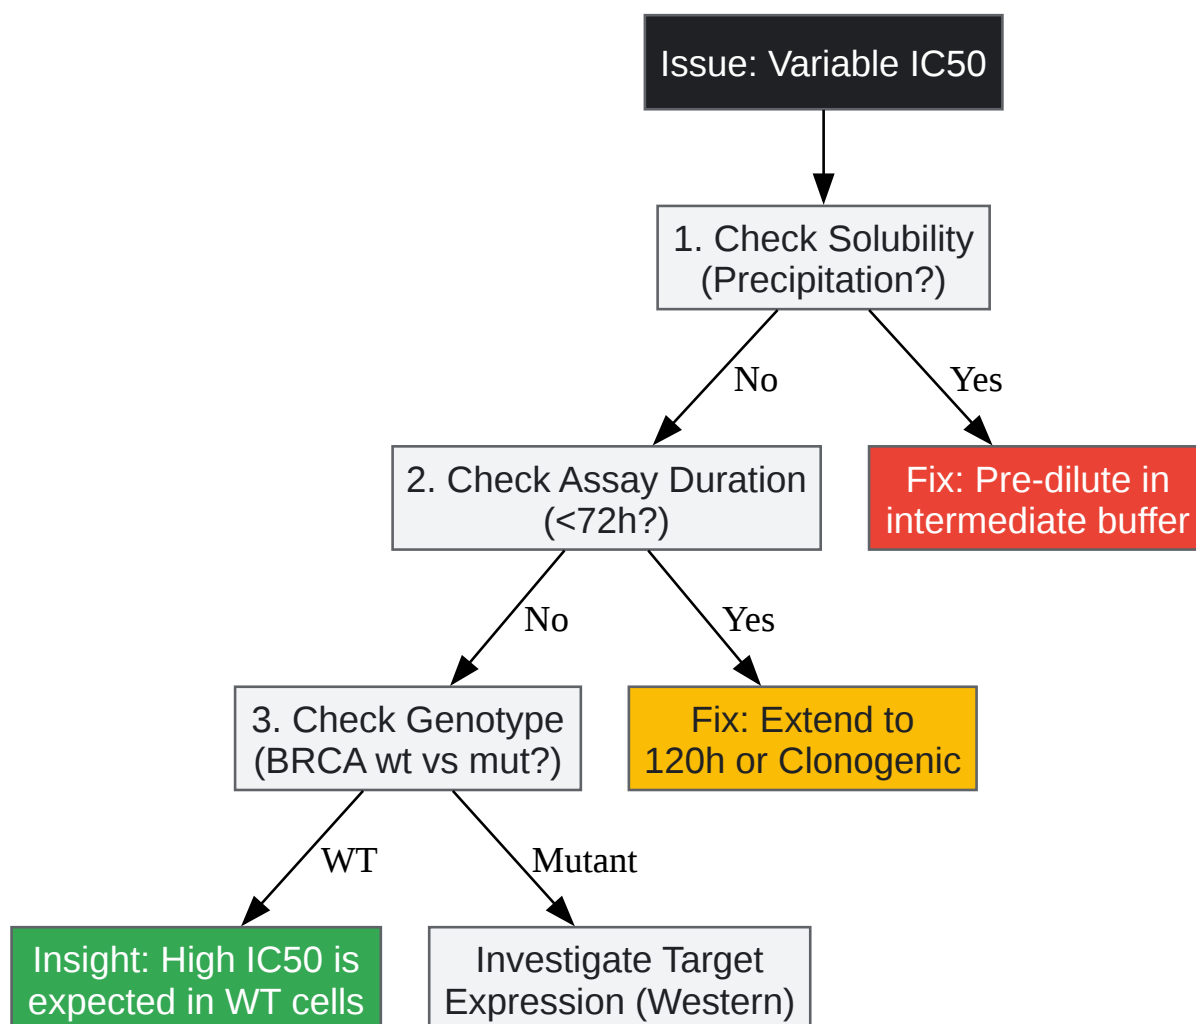 Issue: Variable IC50
1. Check Solubility
(Precipitation?)
No
Yes
2. Check Assay Duration
(<72h?)
Fix: Pre-dilute in
intermediate buffer
No
Yes
3. Check Genotype
(BRCA wt vs mut?)
Fix: Extend to
120h or Clonogenic
WT
Mutant
Insight: High IC50 is
expected in WT cells
Investigate Target
Expression (Western)